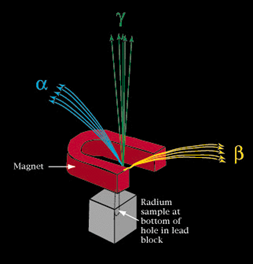 γ
α
β
Magnet
Radium
sample at
bottom of
hole in lead
block